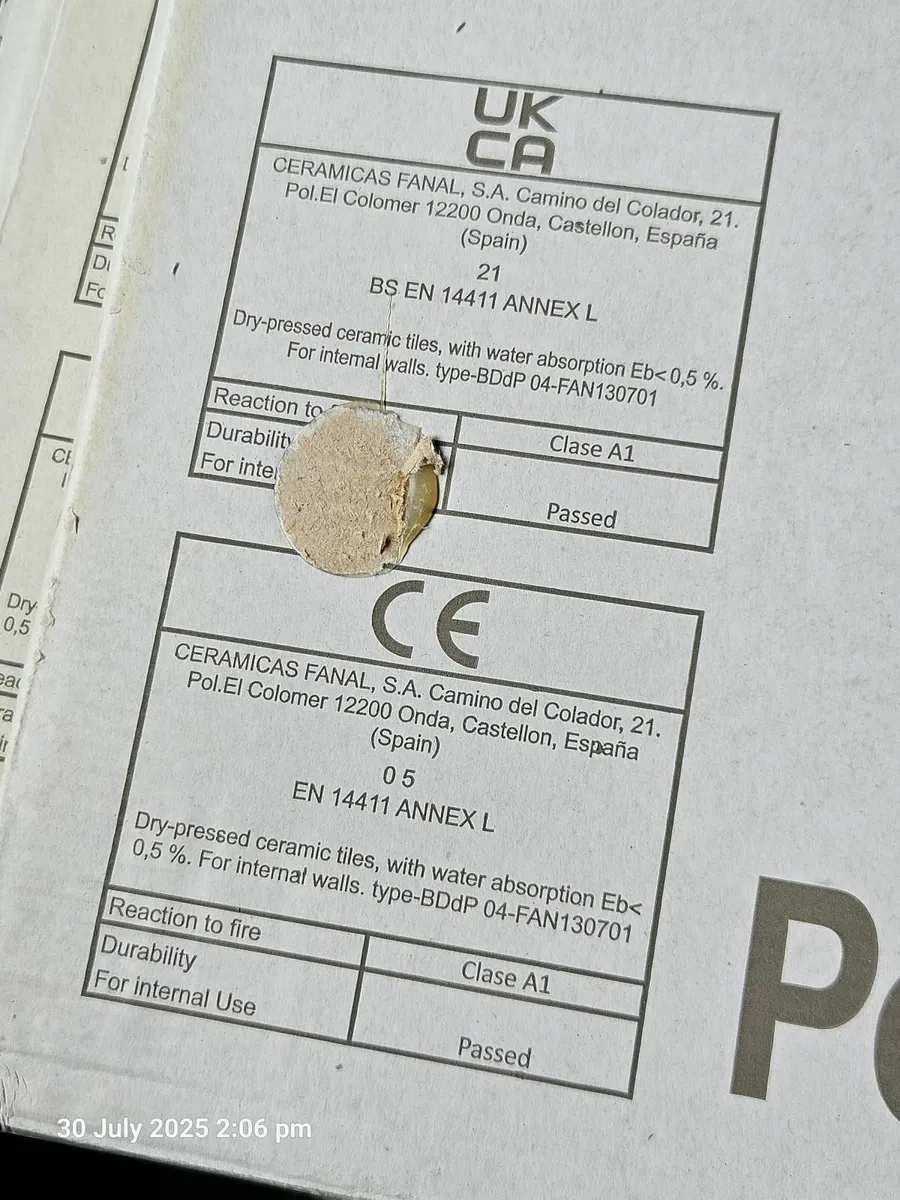 UK
CA
CERAMICAS FANAL, S.A. Camino del Colador, 21.
Pol.El Colomer 12200 Onda, Castellon, España
(Spain)
21
BS EN 14411 ANNEX L
Dry-pressed ceramic tiles, with water absorption Eb<0,5 %.
For internal walls. type-BDdP 04-FAN130701
Reaction to
Clase A1
Durability
For inte
Passed
CE
CERAMICAS FANAL, S.A. Camino del Colador, 21.
Pol.El Colomer 12200 Onda, Castellon, España
(Spain)
0 5
EN 14411 ANNEX L
Dry-pressed ceramic tiles, with water absorption Eb<
0,5 %. For internal walls. type-BDdP 04-FAN130701
Reaction to fire
Clase A1
Durability
For internal Use
Passed
Dry
0,5
P
30 July 2025 2:06 pm